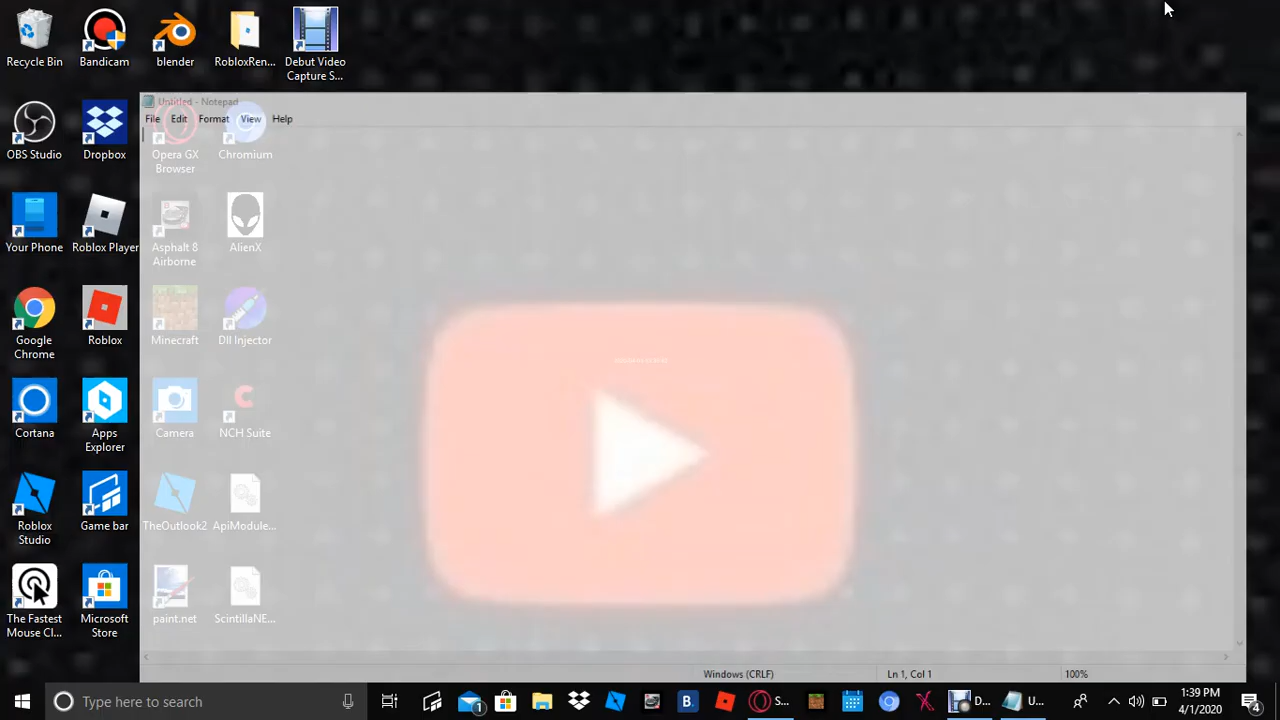 Recycle Bin
Bandicam
blender
RobloxRen...
Debut Video
Capture S...
Untitled - Notepad
File Edit Format View Help
OBS Studio
Dropbox
Opera GX
Browser
Chromium
Your Phone
Roblox Player
Asphalt 8
Airborne
AlienX
Google
Chrome
Roblox
Minecraft
Dll Injector
Cortana
Apps
Explorer
Camera
NCH Suite
Roblox
Studio
Game bar
TheOutlook2
ApiModule...
The Fastest
Mouse Cl...
Microsoft
Store
paint.net
ScintillaNE...
Windows (CRLF)
Ln 1, Col 1
100%
Type here to search
1
B.
S...
D...
U...
1:39 PM
4/1/2020
4